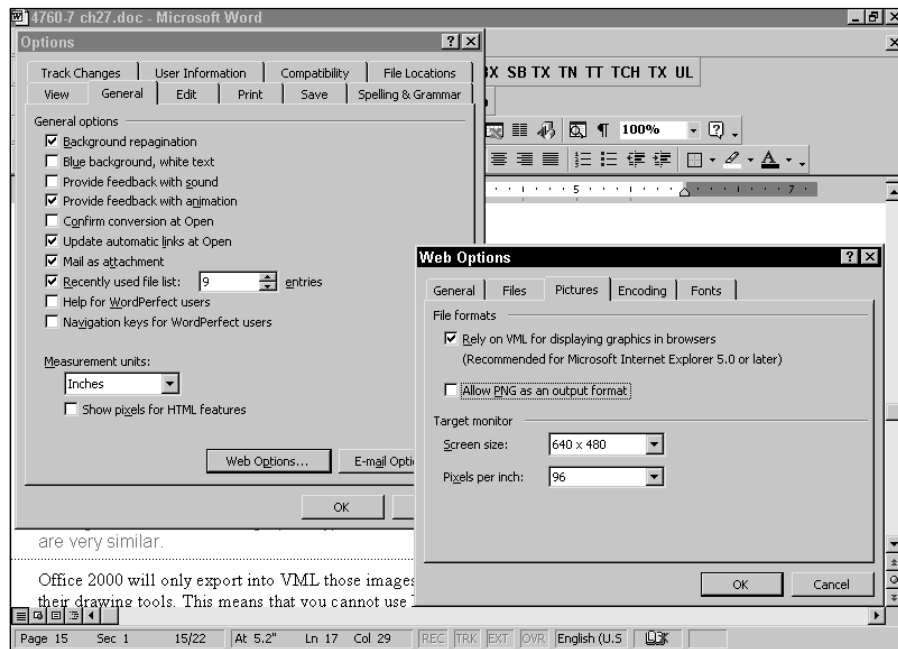 4760-7 ch27.doc - Microsoft Word
Options
Track Changes User Information Compatibility File Locations
View General Edit Print Save Spelling & Grammar
General options
Background repagination
Blue background, white text
Provide feedback with sound
Provide feedback with animation
Confirm conversion at Open
Update automatic links at Open
Mail as attachment
Recently used file list: 9 entries
Help for WordPerfect users
Navigation keys for WordPerfect users
Measurement units:
Inches
Show pixels for HTML features
Web Options... E-mail Opti
OK
SB TX TN TT TCH TX UL
100%
5 7
Web Options
General Files Pictures Encoding Fonts
File formats
Rely on VML for displaying graphics in browsers
(Recommended for Microsoft Internet Explorer 5.0 or later)
Allow PNG as an output format
Target monitor
Screen size: 640 x 480
Pixels per inch: 96
OK Cancel
are very similar.
Office 2000 will only export into VML those images
their drawing tools. This means that you cannot use
Page 15 Sec 1 15/22 At 5.2" Ln 17 Col 29 REC TRK EXT OVR English (U.S